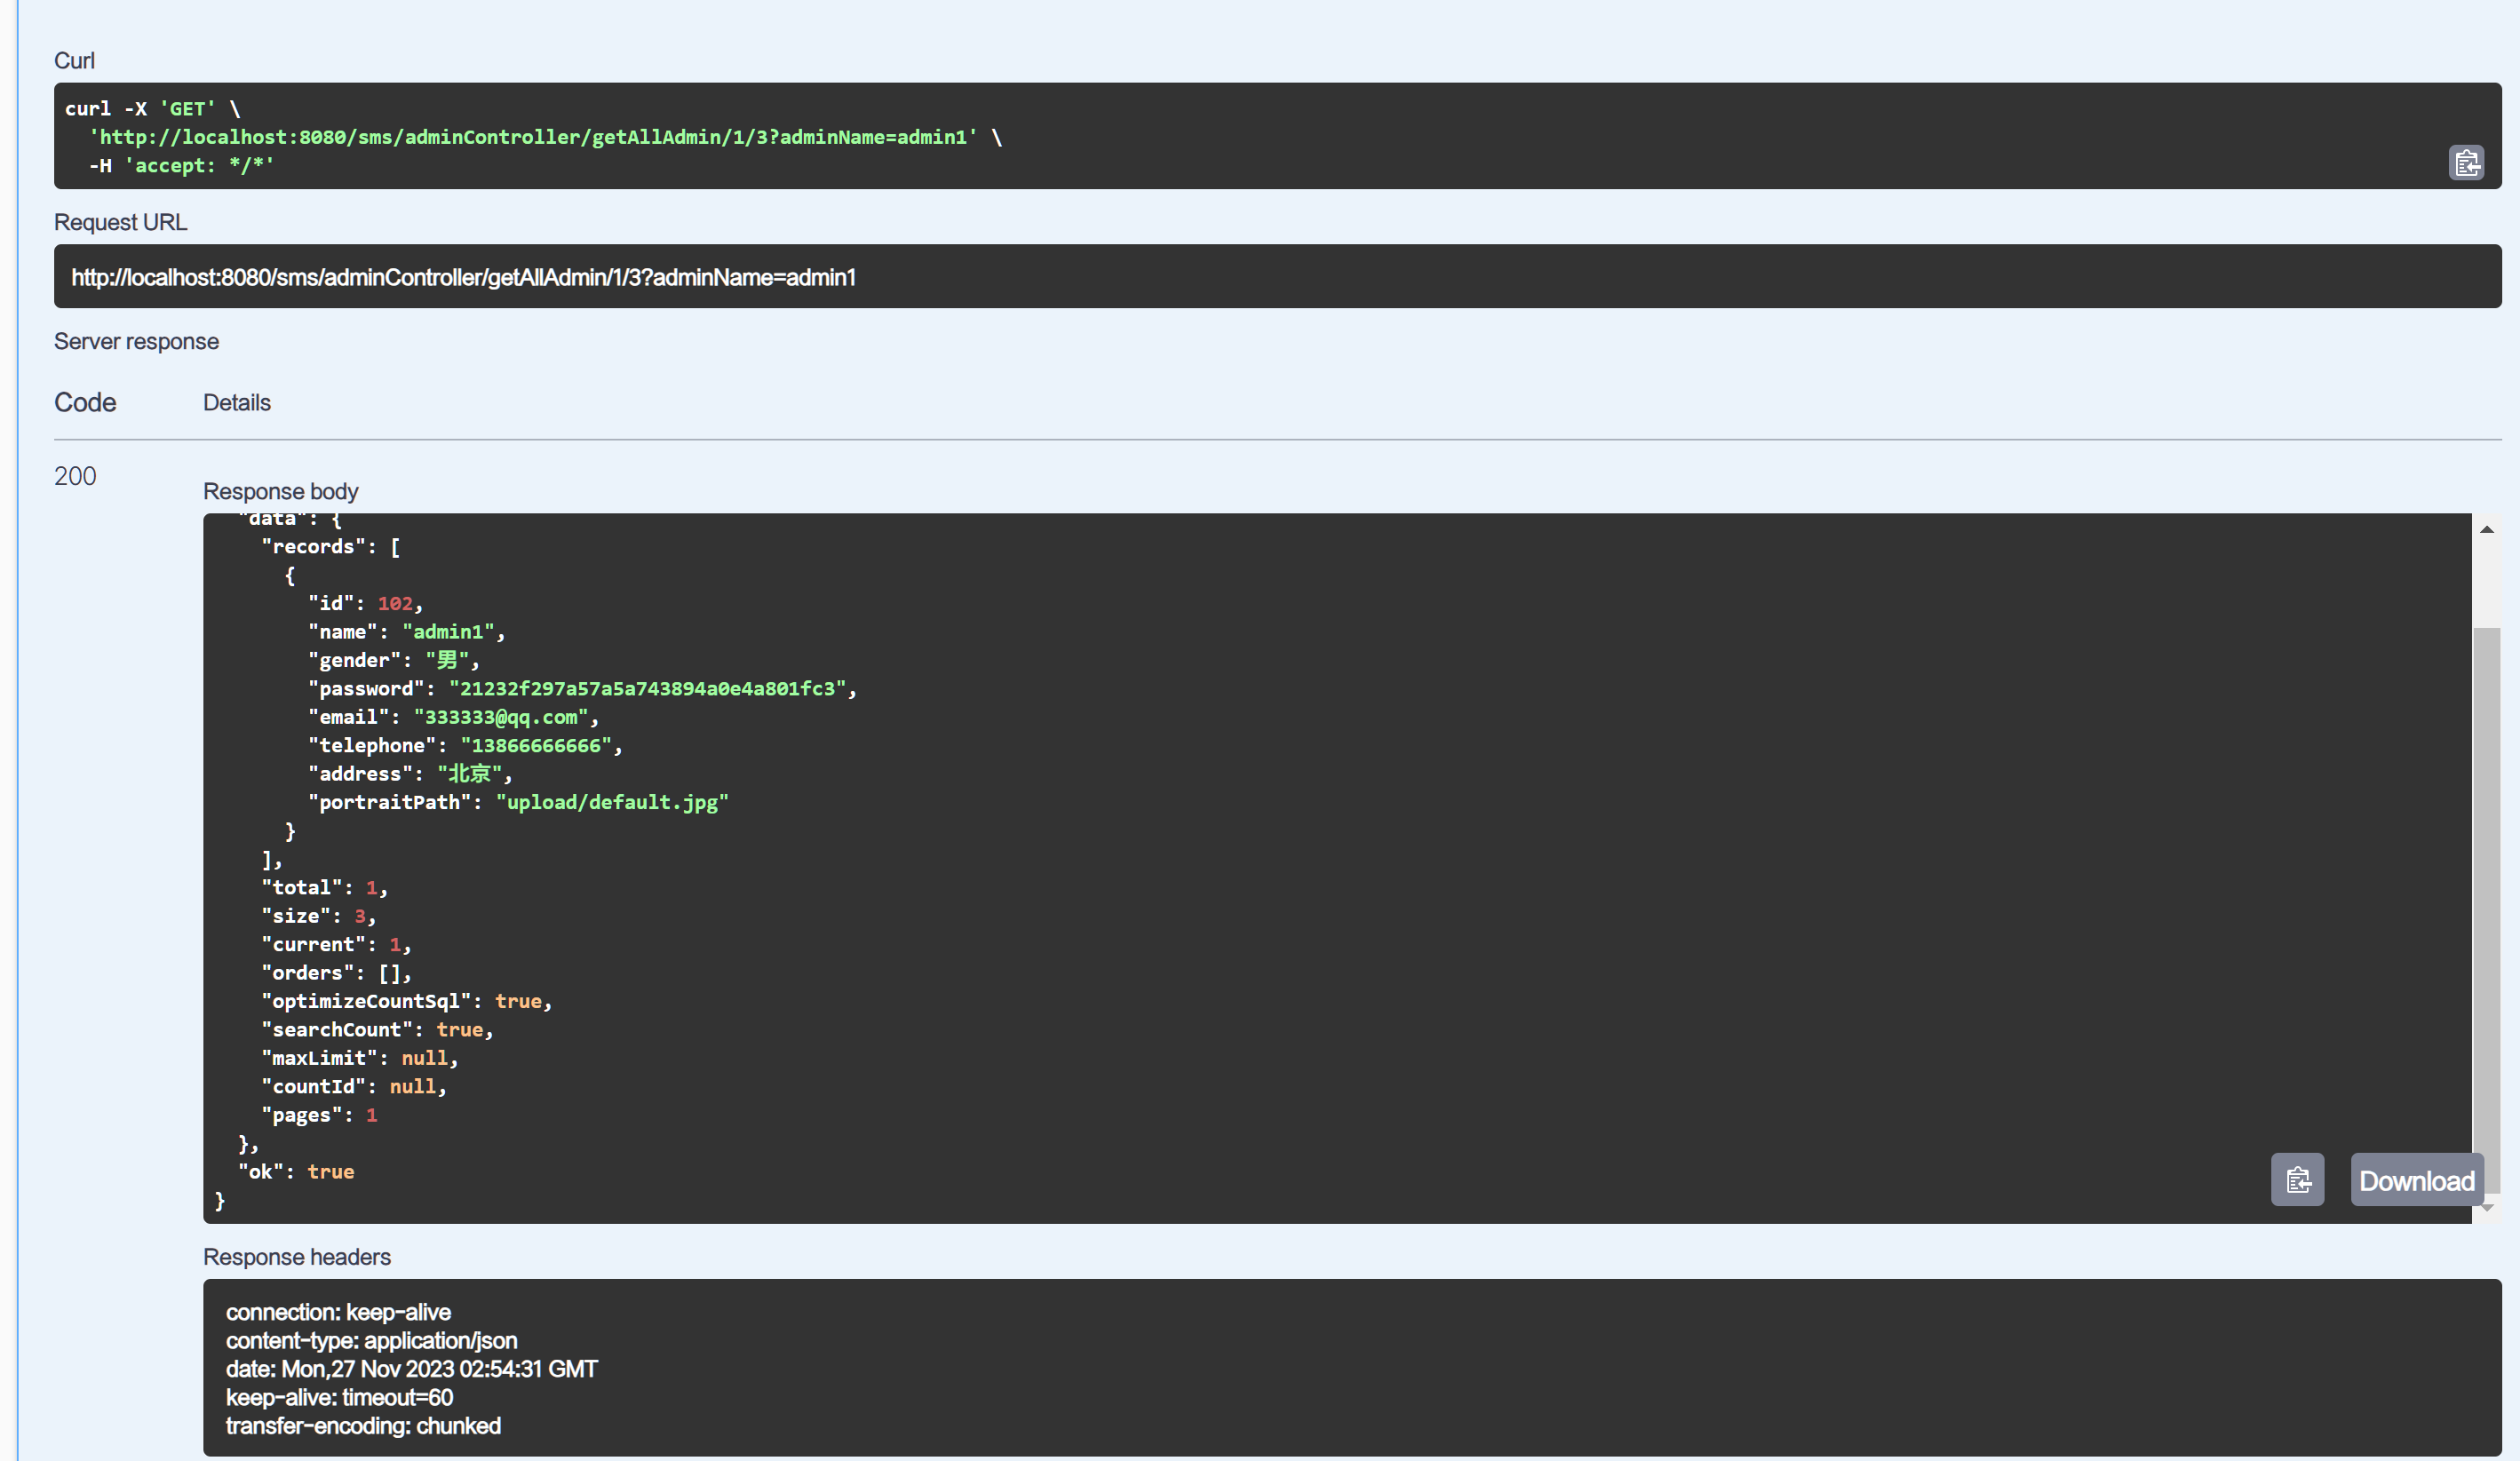 Curl
curl -X 'GET' \
  'http://localhost:8080/sms/adminController/getAllAdmin/1/3?adminName=admin1' \
  -H 'accept: */*'
Request URL
http://localhost:8080/sms/adminController/getAllAdmin/1/3?adminName=admin1
Server response
Code Details
200
Response body
  "data": {
    "records": [
      {
        "id": 102,
        "name": "admin1",
        "gender": "男",
        "password": "21232f297a57a5a743894a0e4a801fc3",
        "email": "333333@qq.com",
        "telephone": "13866666666",
        "address": "北京",
        "portraitPath": "upload/default.jpg"
      }
    ],
    "total": 1,
    "size": 3,
    "current": 1,
    "orders": [],
    "optimizeCountSql": true,
    "searchCount": true,
    "maxLimit": null,
    "countId": null,
    "pages": 1
  },
  "ok": true
}
Download
Response headers
connection: keep-alive
content-type: application/json
date: Mon,27 Nov 2023 02:54:31 GMT
keep-alive: timeout=60
transfer-encoding: chunked